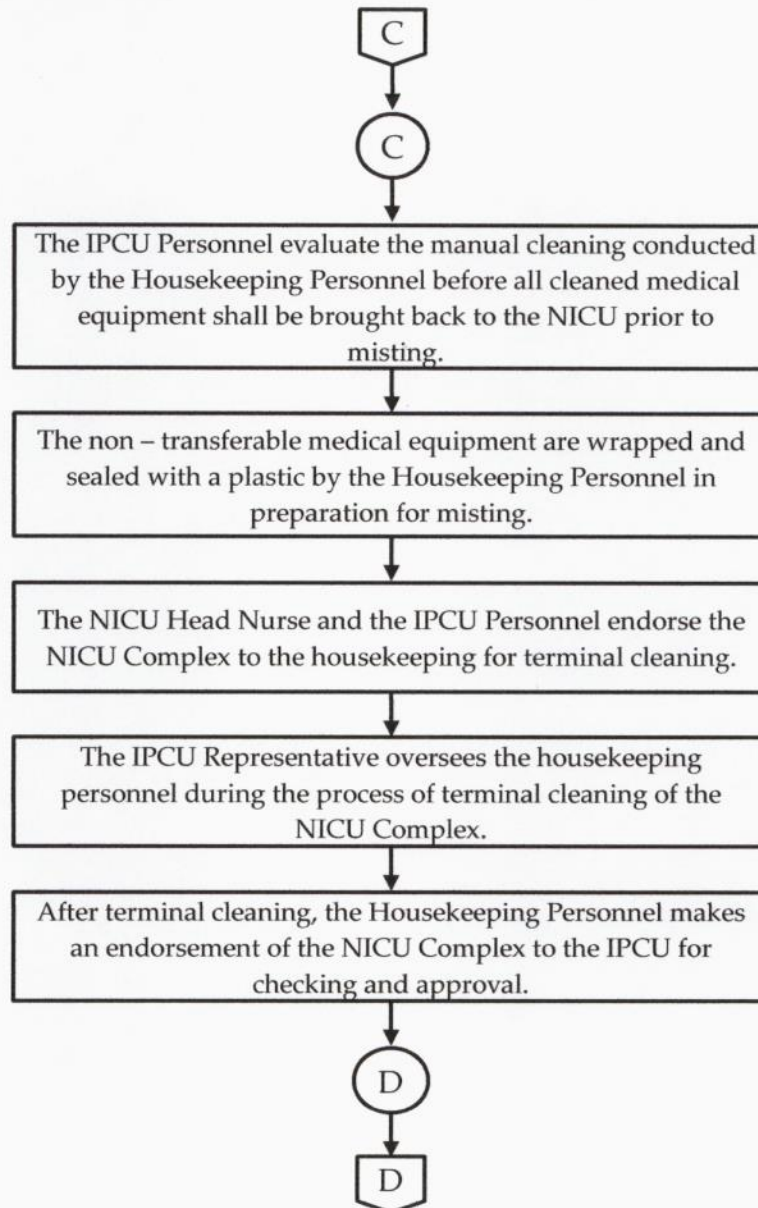 C
C
The IPCU Personnel evaluate the manual cleaning conducted
by the Housekeeping Personnel before all cleaned medical
equipment shall be brought back to the NICU prior to
misting.
The non – transferable medical equipment are wrapped and
sealed with a plastic by the Housekeeping Personnel in
preparation for misting.
The NICU Head Nurse and the IPCU Personnel endorse the
NICU Complex to the housekeeping for terminal cleaning.
The IPCU Representative oversees the housekeeping
personnel during the process of terminal cleaning of the
NICU Complex.
After terminal cleaning, the Housekeeping Personnel makes
an endorsement of the NICU Complex to the IPCU for
checking and approval.
D
D